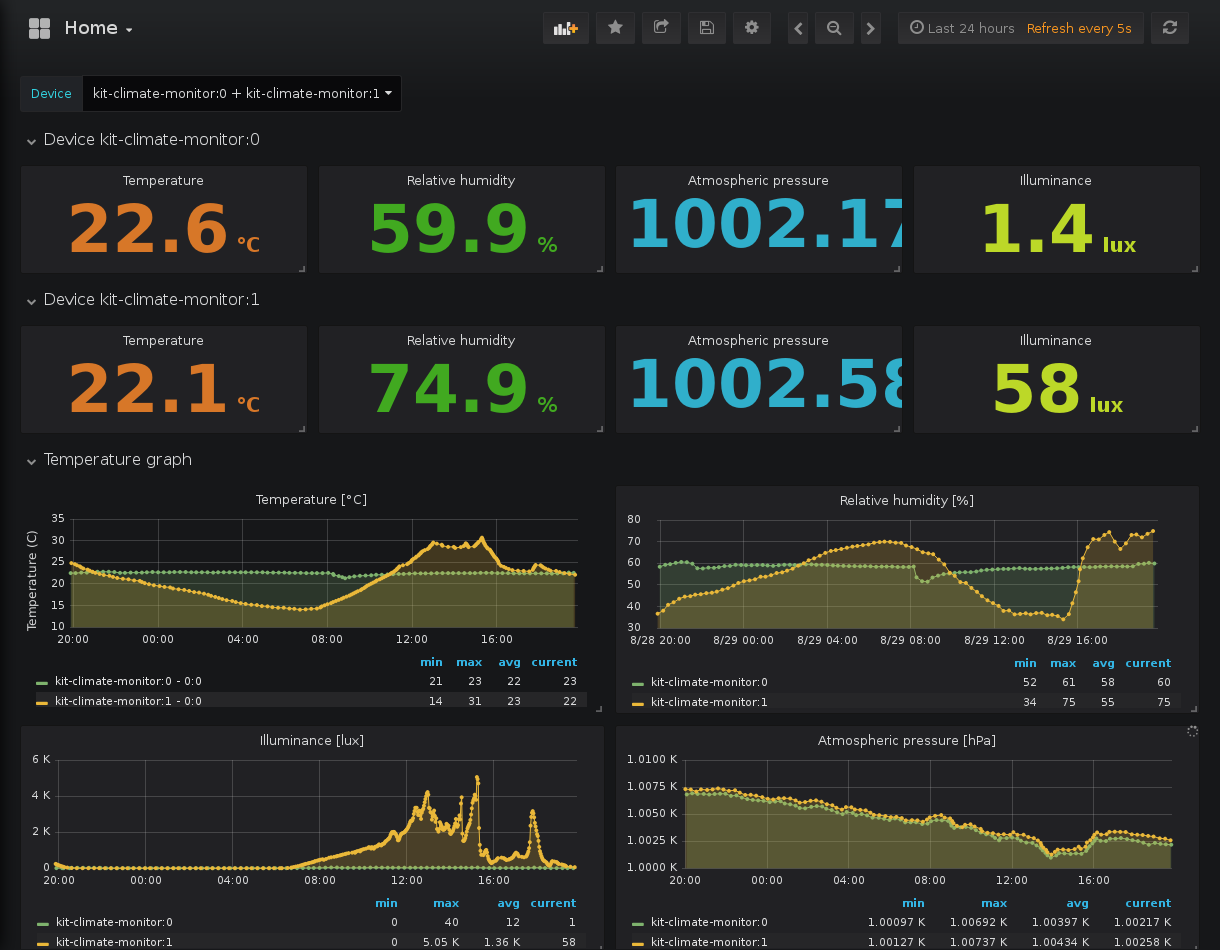 Home
Last 24 hours Refresh every 5s
Device kit-climate-monitor:0 + kit-climate-monitor:1
Device kit-climate-monitor:0
Temperature
22.6 °C
Relative humidity
59.9 %
Atmospheric pressure
1002.17
Illuminance
1.4 lux
Device kit-climate-monitor:1
Temperature
22.1 °C
Relative humidity
74.9 %
Atmospheric pressure
1002.58
Illuminance
58 lux
Temperature graph
Temperature [°C]
Temperature (C)
35
30
25
20
15
10
20:00 00:00 04:00 08:00 12:00 16:00
min max avg current
kit-climate-monitor:0 - 0:0 21 23 22 23
kit-climate-monitor:1 - 0:0 14 31 23 22
Relative humidity [%]
80
70
60
50
40
30
8/28 20:00 8/29 00:00 8/29 04:00 8/29 08:00 8/29 12:00 8/29 16:00
min max avg current
kit-climate-monitor:0 52 61 58 60
kit-climate-monitor:1 34 75 55 75
Illuminance [lux]
6 K
4 K
2 K
0
20:00 00:00 04:00 08:00 12:00 16:00
min max avg current
kit-climate-monitor:0 0 40 12 1
kit-climate-monitor:1 0 5.05 K 1.36 K 58
Atmospheric pressure [hPa]
1.0100 K
1.0075 K
1.0050 K
1.0025 K
1.0000 K
20:00 00:00 04:00 08:00 12:00 16:00
min max avg current
kit-climate-monitor:0 1.00097 K 1.00692 K 1.00397 K 1.00217 K
kit-climate-monitor:1 1.00127 K 1.00737 K 1.00434 K 1.00258 K